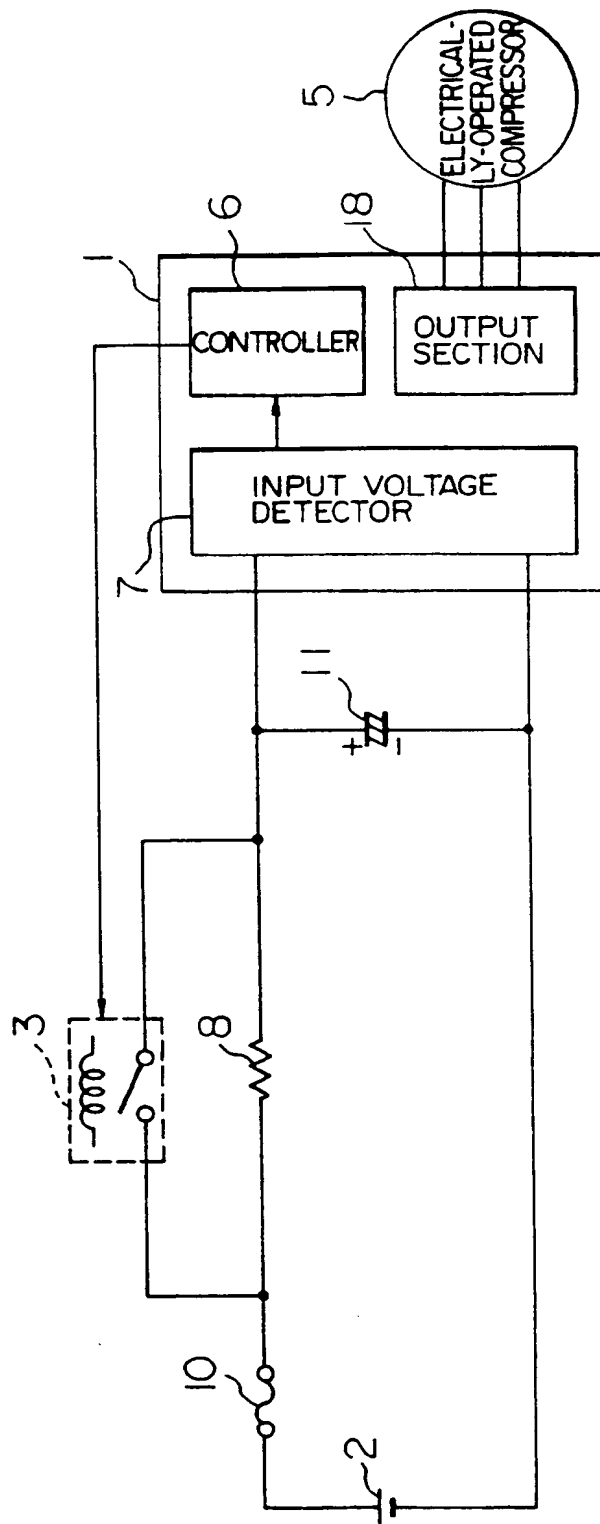 1
6
CONTROLLER
18
OUTPUT
SECTION
5
ELECTRICAL-
LY-OPERATED
COMPRESSOR
7
INPUT VOLTAGE
DETECTOR
11
+
-
3
8
10
2